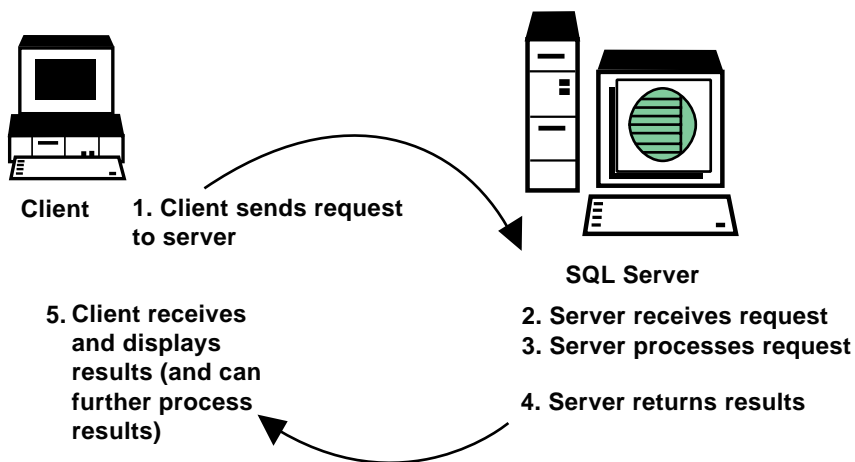 Client
1. Client sends request
to server
SQL Server
2. Server receives request
3. Server processes request
4. Server returns results
5. Client receives
and displays
results (and can
further process
results)